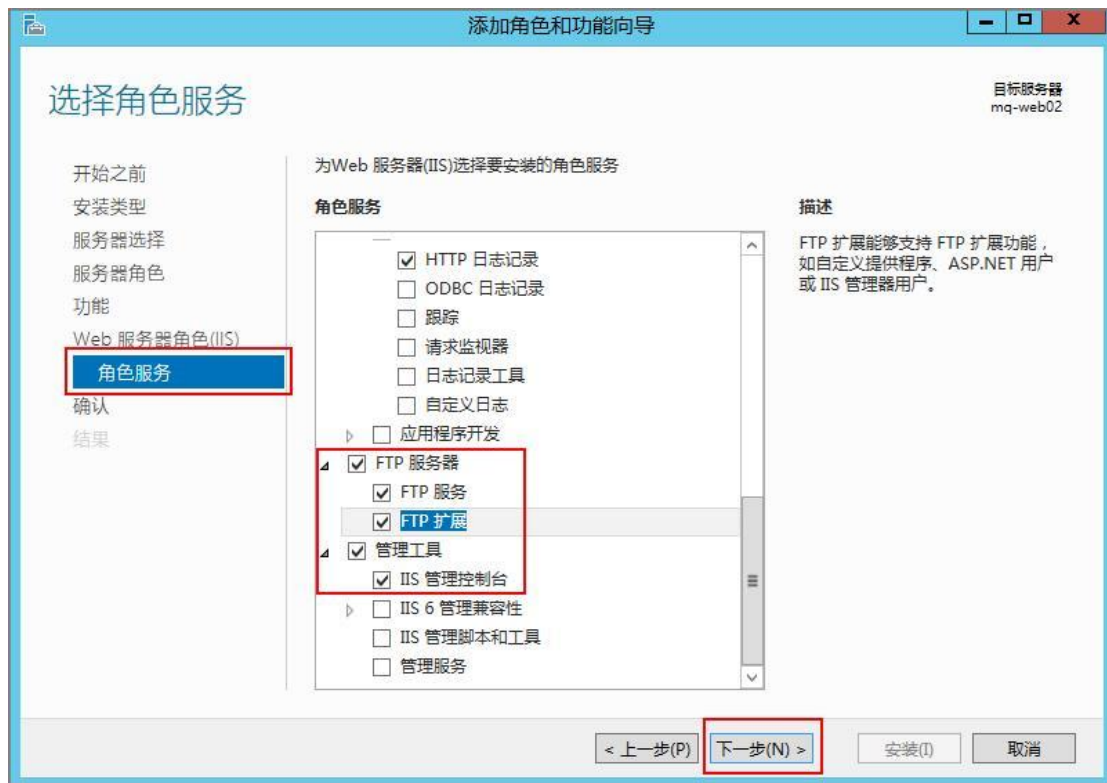 添加角色和功能向导
选择角色服务
目标服务器
mq-web02
开始之前
安装类型
服务器选择
服务器角色
功能
Web 服务器角色(IIS)
角色服务
确认
结果
为Web 服务器(IIS)选择要安装的角色服务
角色服务
HTTP 日志记录
ODBC 日志记录
跟踪
请求监视器
日志记录工具
自定义日志
应用程序开发
FTP 服务器
FTP 服务
FTP 扩展
管理工具
IIS 管理控制台
IIS 6 管理兼容性
IIS 管理脚本和工具
管理服务
描述
FTP 扩展能够支持 FTP 扩展功能，
如自定义提供程序、ASP.NET 用户
或 IIS 管理器用户。
< 上一步(P)
下一步(N) >
安装(I)
取消